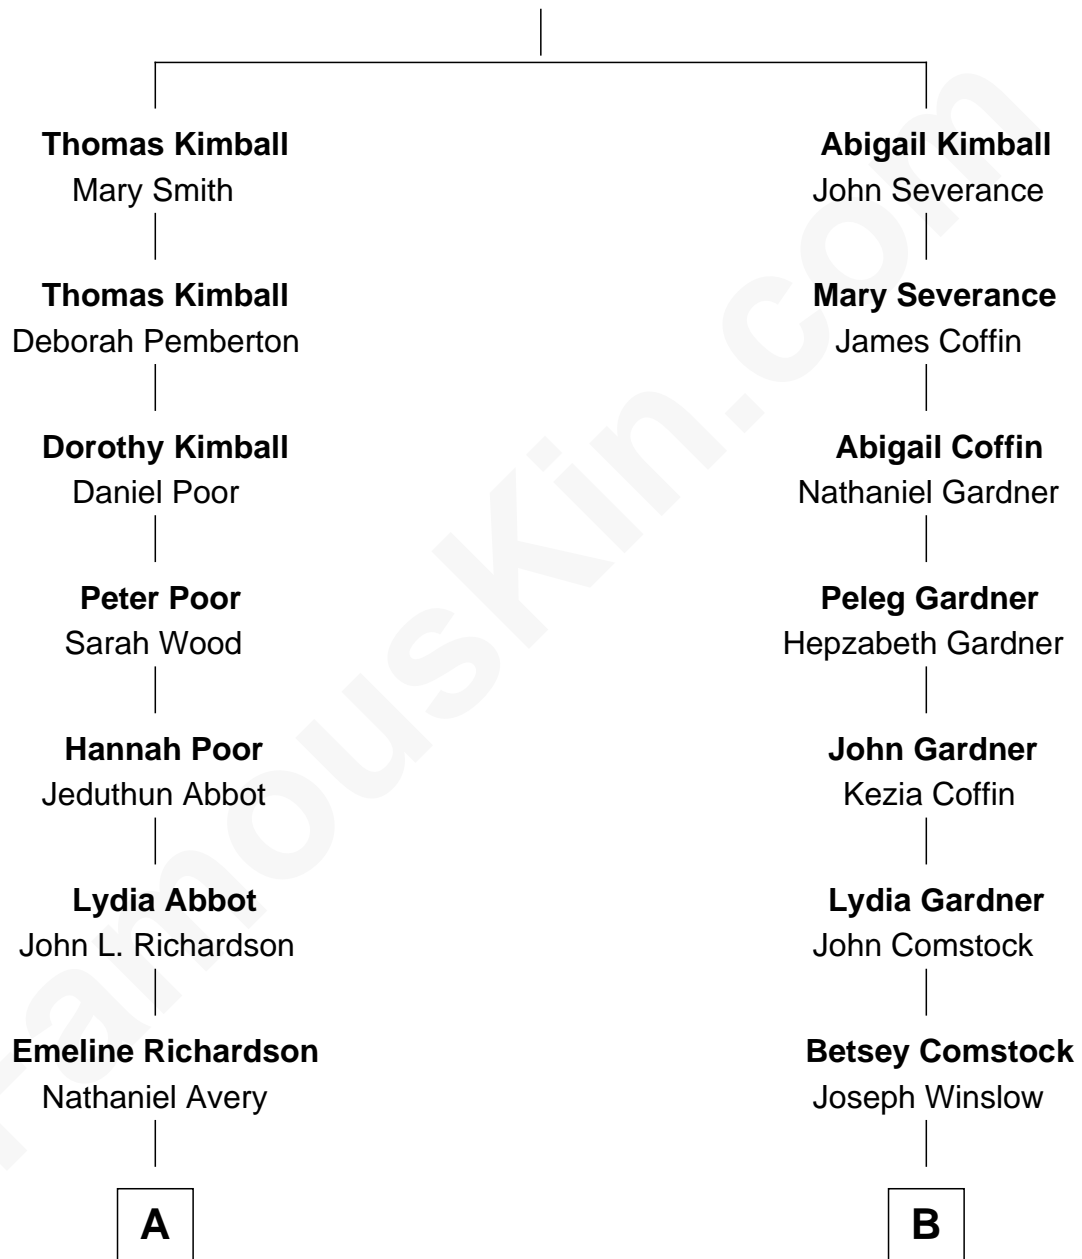 Thomas Kimball
Mary Smith
Thomas Kimball
Deborah Pemberton
Dorothy Kimball
Daniel Poor
Peter Poor
Sarah Wood
Hannah Poor
Jeduthun Abbot
Lydia Abbot
John L. Richardson
Emeline Richardson
Nathaniel Avery
A
Abigail Kimball
John Severance
Mary Severance
James Coffin
Abigail Coffin
Nathaniel Gardner
Peleg Gardner
Hepzabeth Gardner
John Gardner
Kezia Coffin
Lydia Gardner
John Comstock
Betsey Comstock
Joseph Winslow
B
FamousKin.com